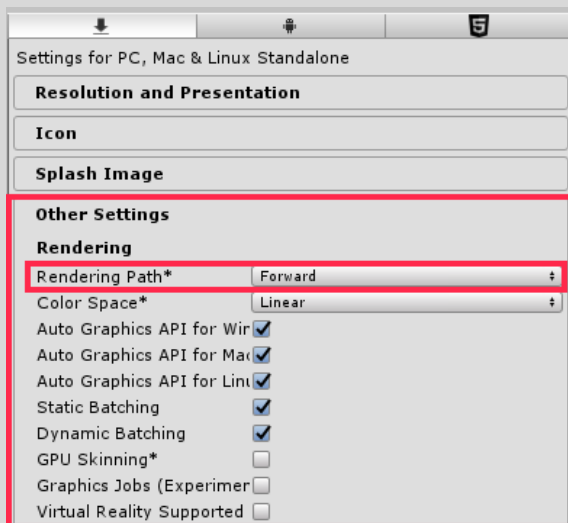 Settings for PC, Mac & Linux Standalone
Resolution and Presentation
Icon
Splash Image
Other Settings
Rendering
Rendering Path* Forward
Color Space* Linear
Auto Graphics API for Win
Auto Graphics API for Mac
Auto Graphics API for Linu
Static Batching
Dynamic Batching
GPU Skinning*
Graphics Jobs (Experimen
Virtual Reality Supported